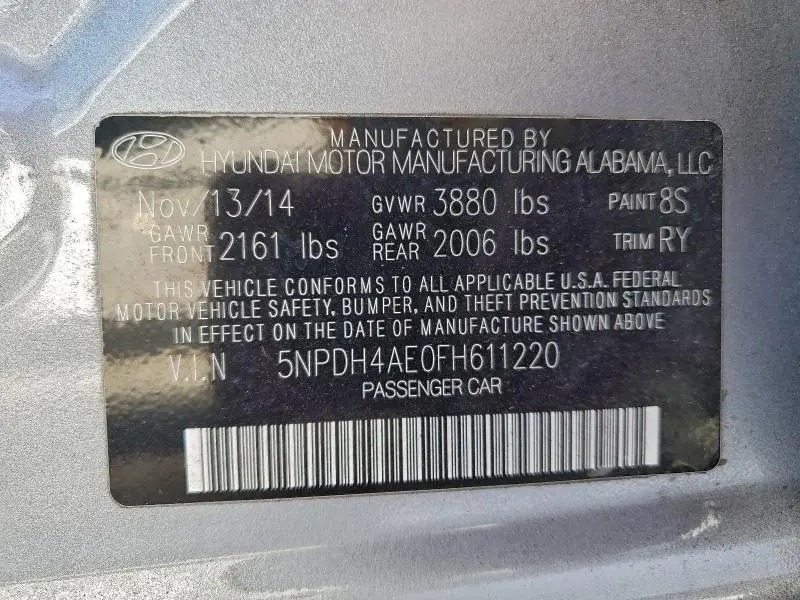 MANUFACTURED BY
HYUNDAI MOTOR MANUFACTURING ALABAMA, LLC
Nov/13/14 GVWR 3880 lbs PAINT 8S
GAWR FRONT 2161 lbs GAWR REAR 2006 lbs TRIM RY
THIS VEHICLE CONFORMS TO ALL APPLICABLE U.S.A. FEDERAL
MOTOR VEHICLE SAFETY, BUMPER, AND THEFT PREVENTION STANDARDS
IN EFFECT ON THE DATE OF MANUFACTURE SHOWN ABOVE
V.I.N 5NPDH4AE0FH611220
PASSENGER CAR